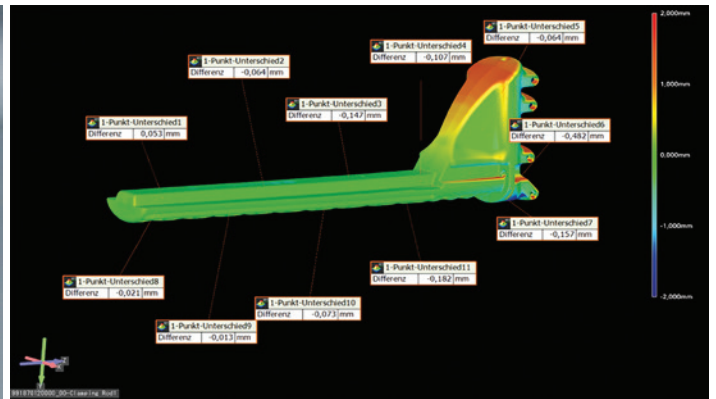 1-Punkt-Unterschied5
Differenz -0,064 mm
2,000mm
1-Punkt-Unterschied4
Differenz -0,107 mm
1-Punkt-Unterschied2
Differenz -0,064 mm
1,000mm
1-Punkt-Unterschied3
Differenz -0,147 mm
1-Punkt-Unterschied1
Differenz 0,053 mm
1-Punkt-Unterschied6
Differenz -0,482 mm
0,000mm
1-Punkt-Unterschied7
Differenz -0,157 mm
-1,000mm
1-Punkt-Unterschied11
Differenz -0,182 mm
1-Punkt-Unterschied8
Differenz -0,021 mm
-2,000mm
1-Punkt-Unterschied10
Differenz -0,073 mm
1-Punkt-Unterschied9
Differenz -0,013 mm
Z
X
Y